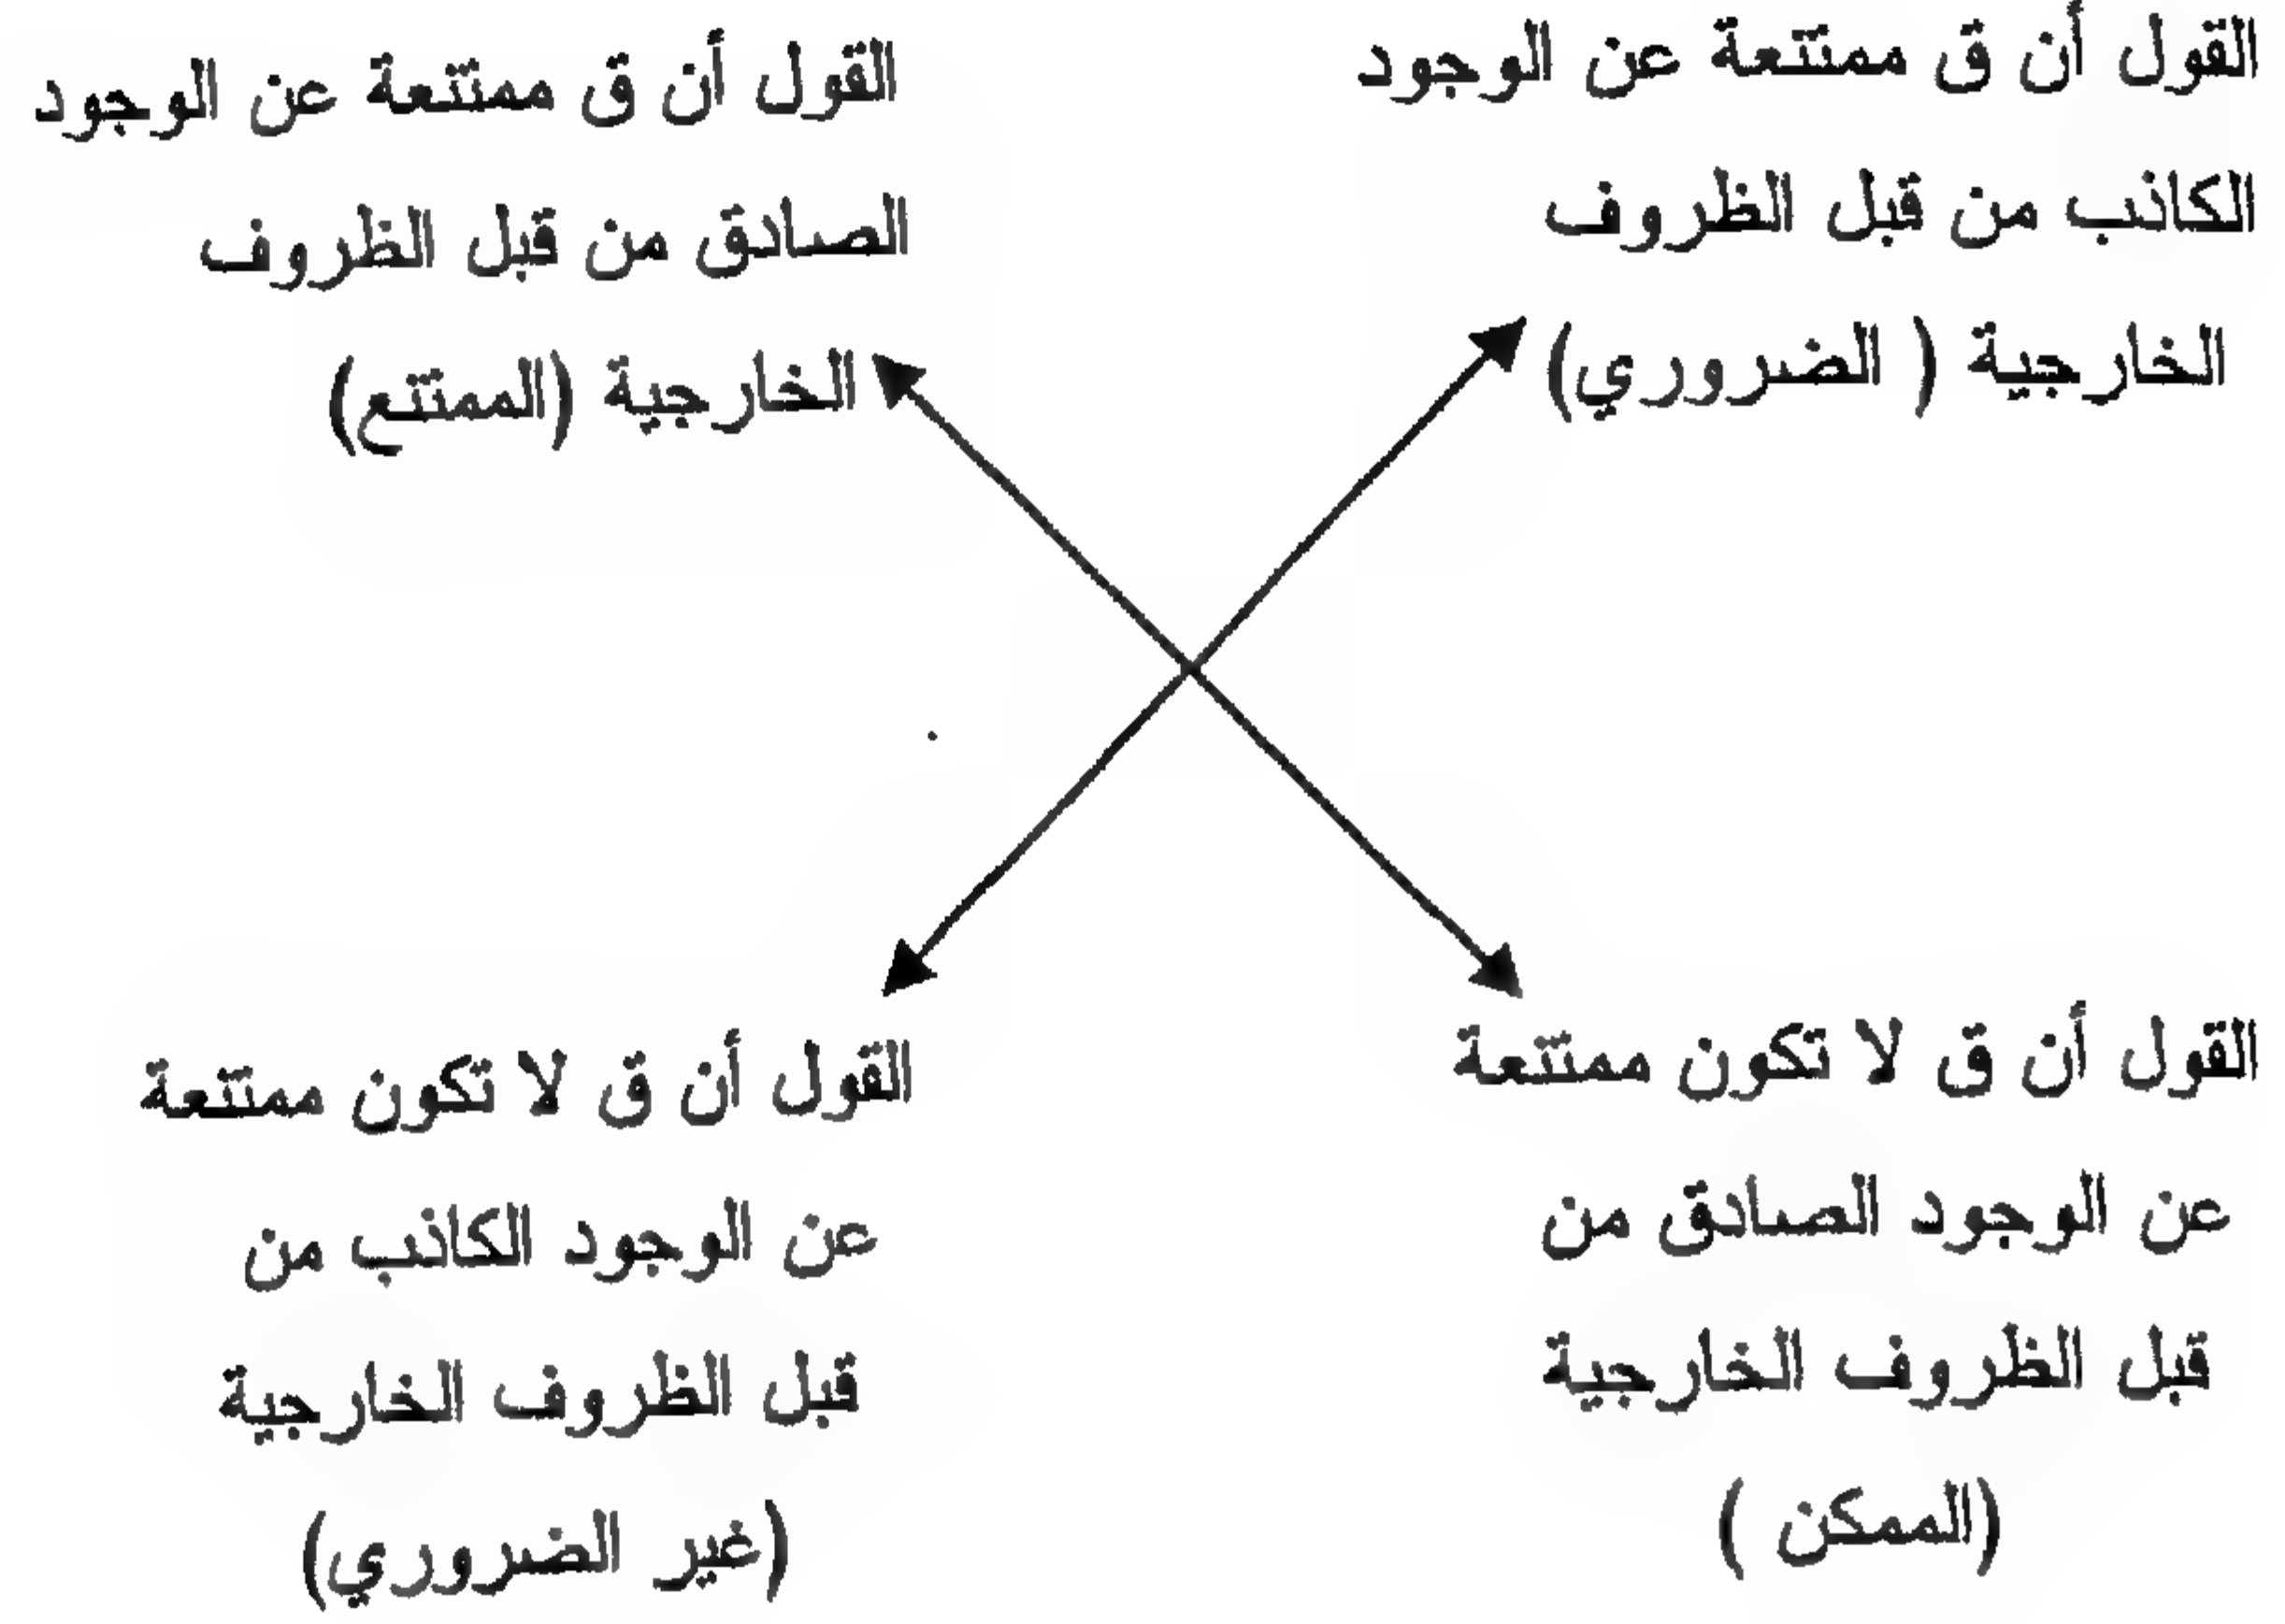 القول أن ق ممتنعة عن الوجود
الكاذب من قبل الظروف
الخارجية ( الضروري)
القول أن ق ممتنعة عن الوجود
الصادق من قبل الظروف
الخارجية (الممتنع)
القول أن ق لا تكون ممتنعة
عن الوجود الصادق من
قبل الظروف الخارجية
(الممكن )
القول أن ق لا تكون ممتنعة
عن الوجود الكاذب من
قبل الظروف الخارجية
(غير الضروري)